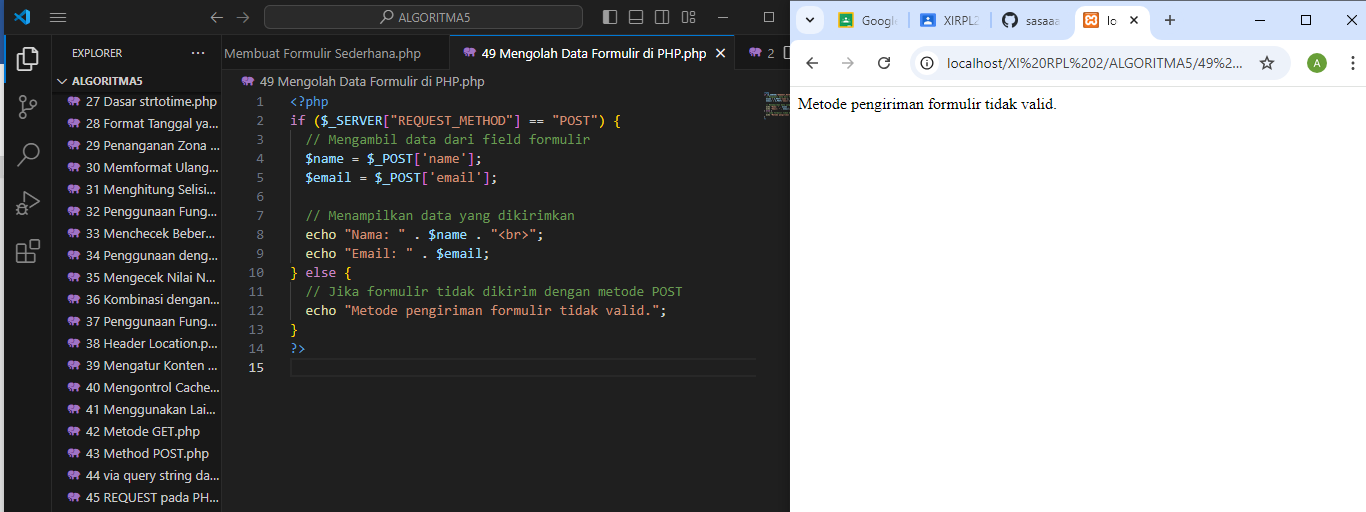 ALGORITMA5
EXPLORER
ALGORITMA5
27 Dasar strtotime.php
28 Format Tanggal ya...
29 Penanganan Zona ...
30 Memformat Ulang...
31 Menghitung Selisi...
32 Penggunaan Fung...
33 Menchecek Beber...
34 Penggunaan deng...
35 Mengecek Nilai N...
36 Kombinasi dengan...
37 Penggunaan Fung...
38 Header Location.p...
39 Mengatur Konten ...
40 Mengontrol Cache...
41 Menggunakan Lai...
42 Metode GET.php
43 Method POST.php
44 via query string da...
45 REQUEST pada PH...
Membuat Formulir Sederhana.php
49 Mengolah Data Formulir di PHP.php
2
49 Mengolah Data Formulir di PHP.php
1 <?php
2 if ($_SERVER["REQUEST_METHOD"] == "POST") {
3 // Mengambil data dari field formulir
4 $name = $_POST['name'];
5 $email = $_POST['email'];
6
7 // Menampilkan data yang dikirimkan
8 echo "Nama: " . $name . "<br>";
9 echo "Email: " . $email;
10 } else {
11 // Jika formulir tidak dikirim dengan metode POST
12 echo "Metode pengiriman formulir tidak valid.";
13 }
14 ?>
15
Google
XIRPL2
sasaaa
lo
localhost/XI%20RPL%202/ALGORITMA5/49%2...
A
Metode pengiriman formulir tidak valid.